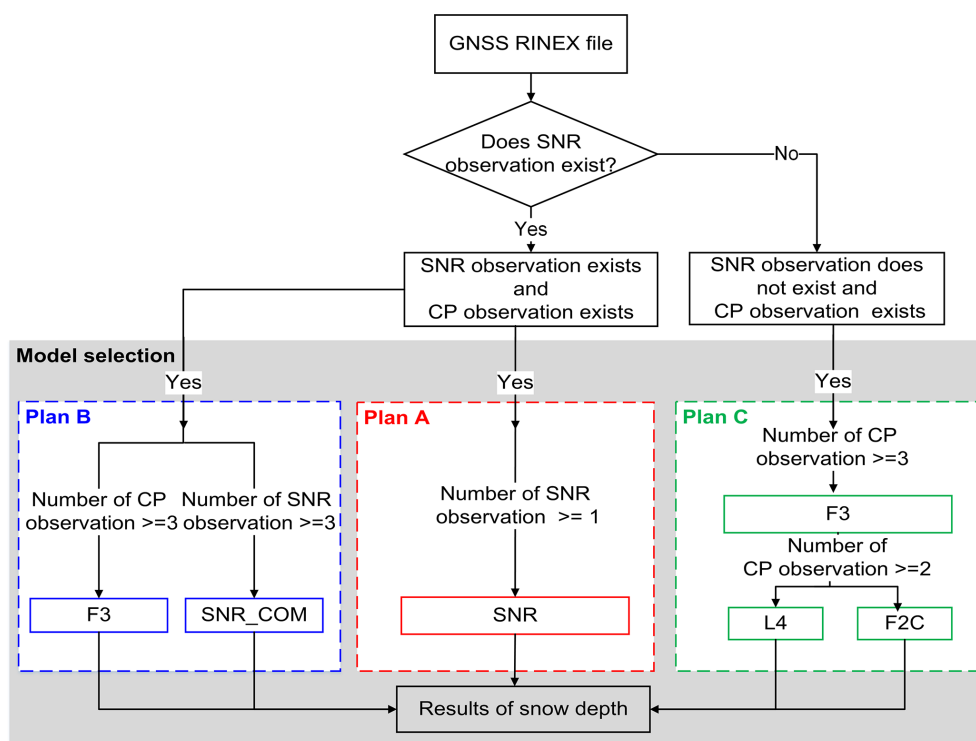 GNSS RINEX file
Does SNR
observation exist?
No
Yes
SNR observation exists
and
CP observation exists
SNR observation does
not exist and
CP observation  exists
Model selection
Yes
Yes
Yes
Plan B
Number of CP
observation >=3
Number of SNR
observation >=3
F3
SNR_COM
Plan A
Number of SNR
observation  >= 1
SNR
Plan C
Number of CP
observation >=3
F3
Number of
CP observation >=2
L4
F2C
Results of snow depth